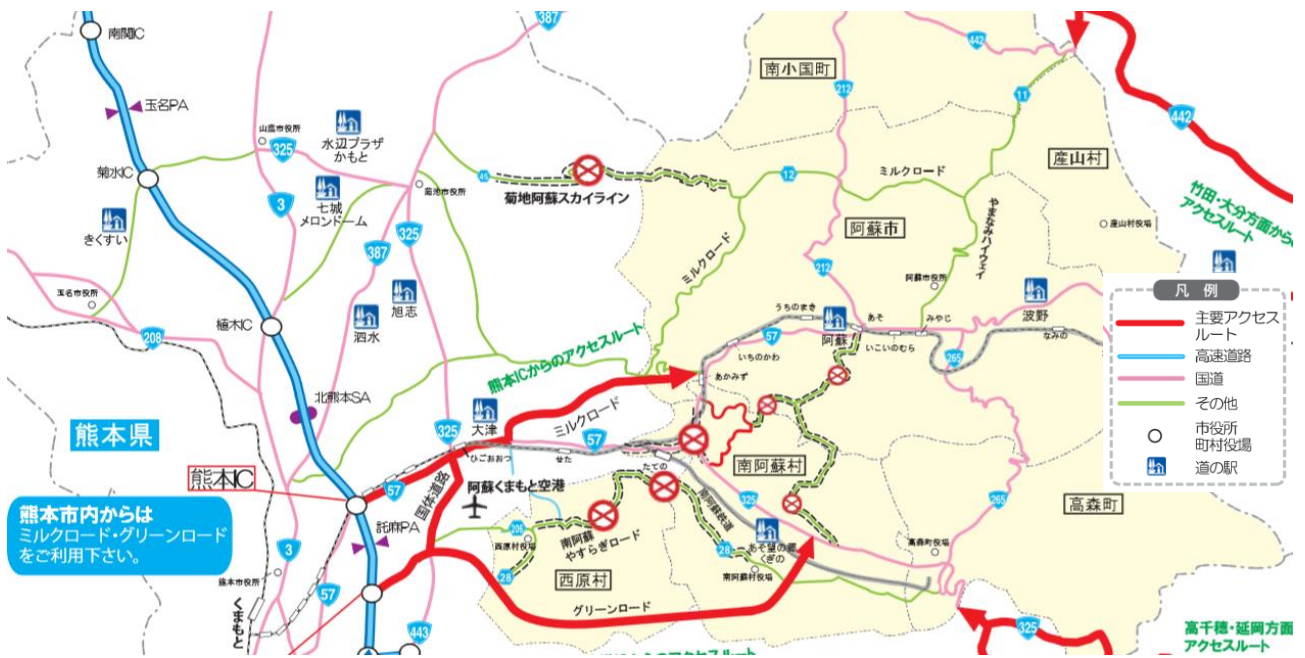 南関IC
387
442
南小国町
212
11
442
玉名PA
山鹿市役所
325
水辺プラザ
かもと
産山村
菊水IC
3
七城
メロンドーム
菊池市役所
45
菊地阿蘇スカイライン
12
ミルクロード
竹田・大分方面から
アクセスルート
きくすい
325
387
阿蘇市
やまなみハイウェイ
産山村役場
ミルクロード
212
阿蘇市役所
玉名市役所
旭志
泗水
植木IC
208
うちのまき
あそ
みやじ
波野
57
阿蘇
いこいのむら
なみの
いちのかわ
265
熊本ICからのアクセスルート
あかみず
凡 例
主要アクセス
ルート
高速道路
国道
その他
市役所
町村役場
道の駅
北熊本SA
熊本県
325
大津
ミルクロード
57
ひごおおつ
せた
たての
南阿蘇村
熊本IC
57
国体道路
阿蘇くまもと空港
南阿蘇鉄道
325
265
高森町
熊本市内からは
ミルクロード・グリーンロード
をご利用下さい。
託麻PA
3
西原村役場
206
南阿蘇
やすらぎロード
28
あそ望の郷
くぎの
高森町役場
28
西原村
南阿蘇村役場
熊本市役所
57
くまもと
グリーンロード
443
325
高千穂・延岡方面
アクセスルート
からのアクセスルート